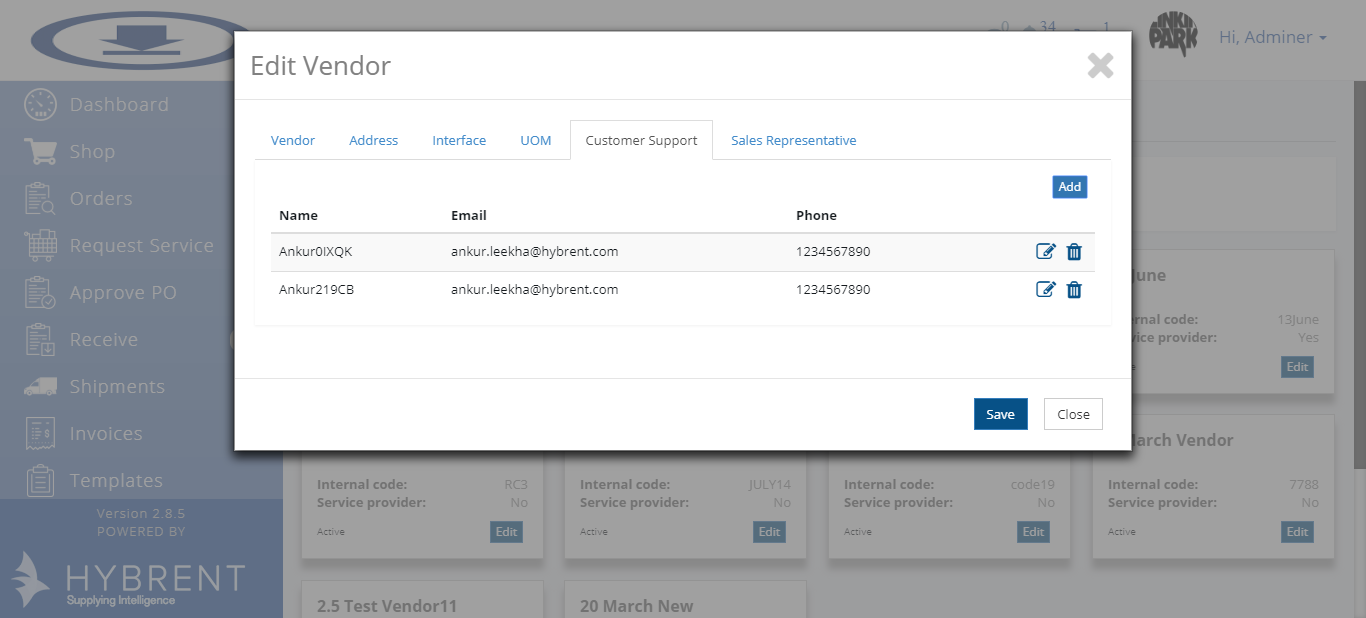 0 34 1
LINKIN PARK
Hi, Adminer
Edit Vendor
Vendor Address Interface UOM Customer Support Sales Representative
Add
Name Email Phone
Ankur0IXQK ankur.leekha@hybrent.com 1234567890
Ankur219CB ankur.leekha@hybrent.com 1234567890
Save Close
Dashboard
Shop
Orders
Request Service
Approve PO
Receive
Shipments
Invoices
Templates
Version 2.8.5
POWERED BY
HYBRENT
Supplying Intelligence
June
13June
Yes
Edit
March Vendor
Internal code: RC3
Service provider: No
Active Edit
Internal code: JULY14
Service provider: No
Active Edit
Internal code: code19
Service provider: No
Active Edit
Internal code: 7788
Service provider: No
Active Edit
2.5 Test Vendor11
20 March New